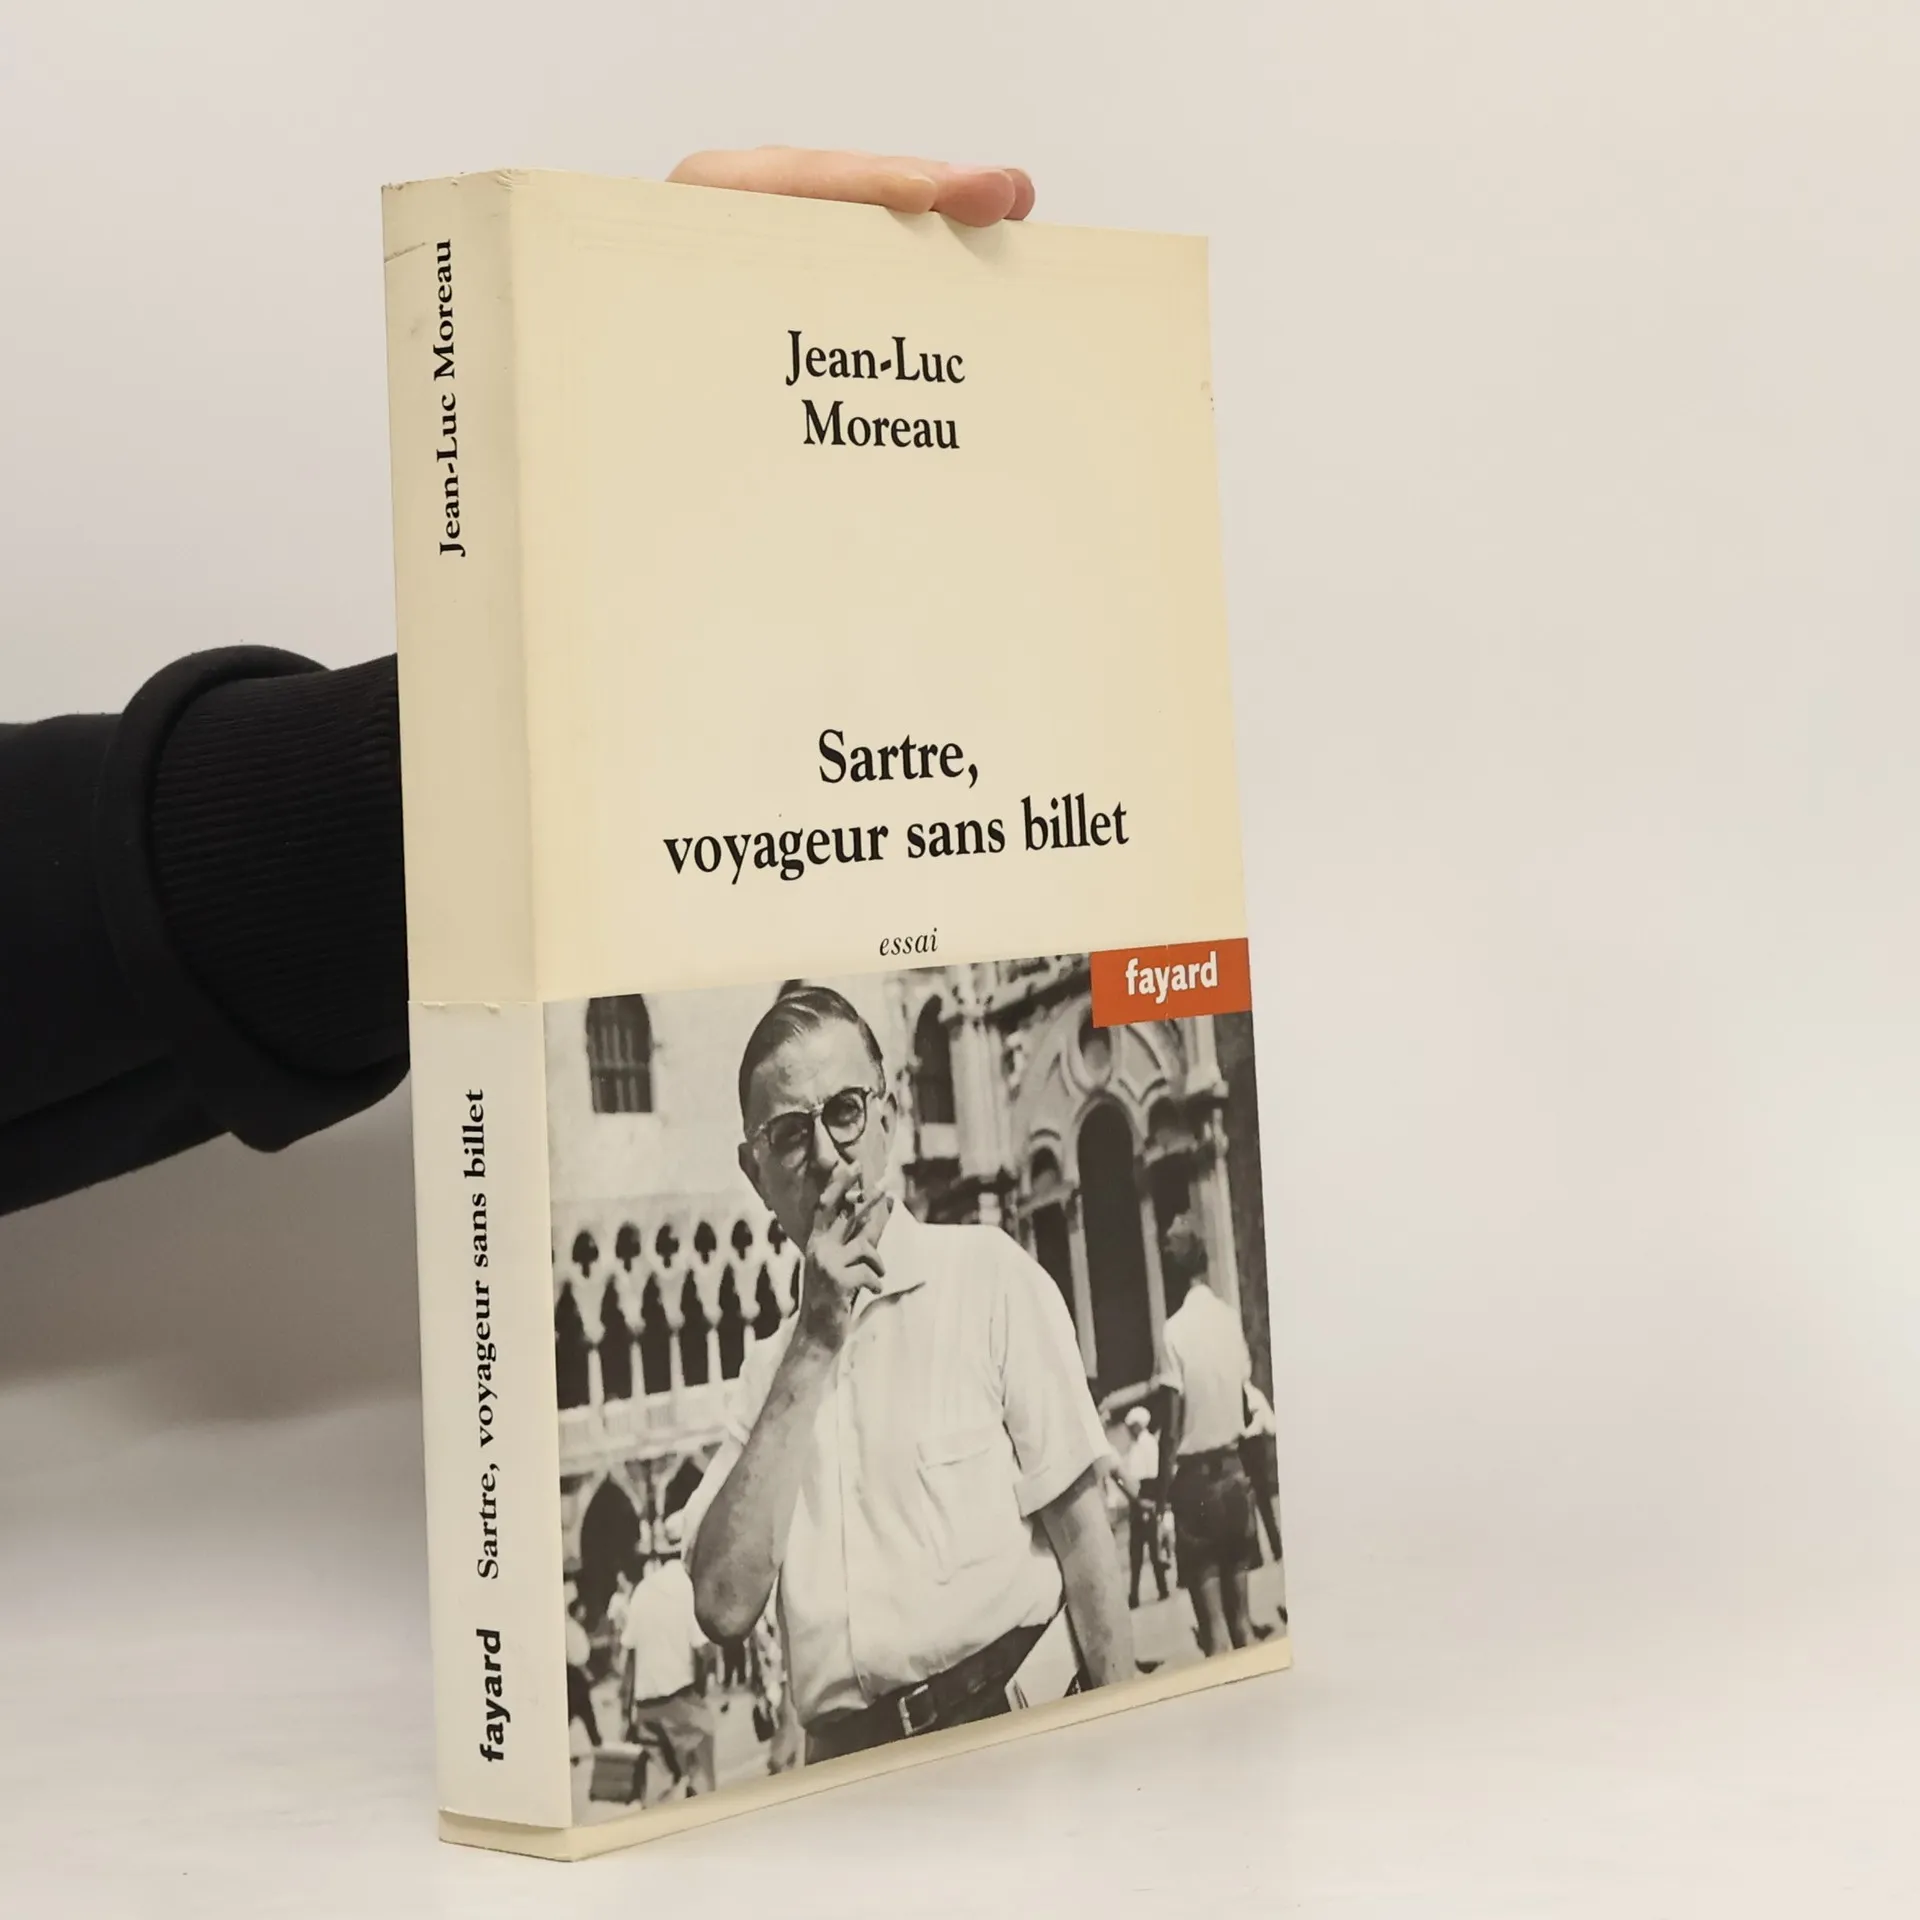 Jean-Luc Moreau
Sartre, voyageur sans billet
fayard
Jean-Luc
Moreau
Sartre,
voyageur sans billet
essai
fayard